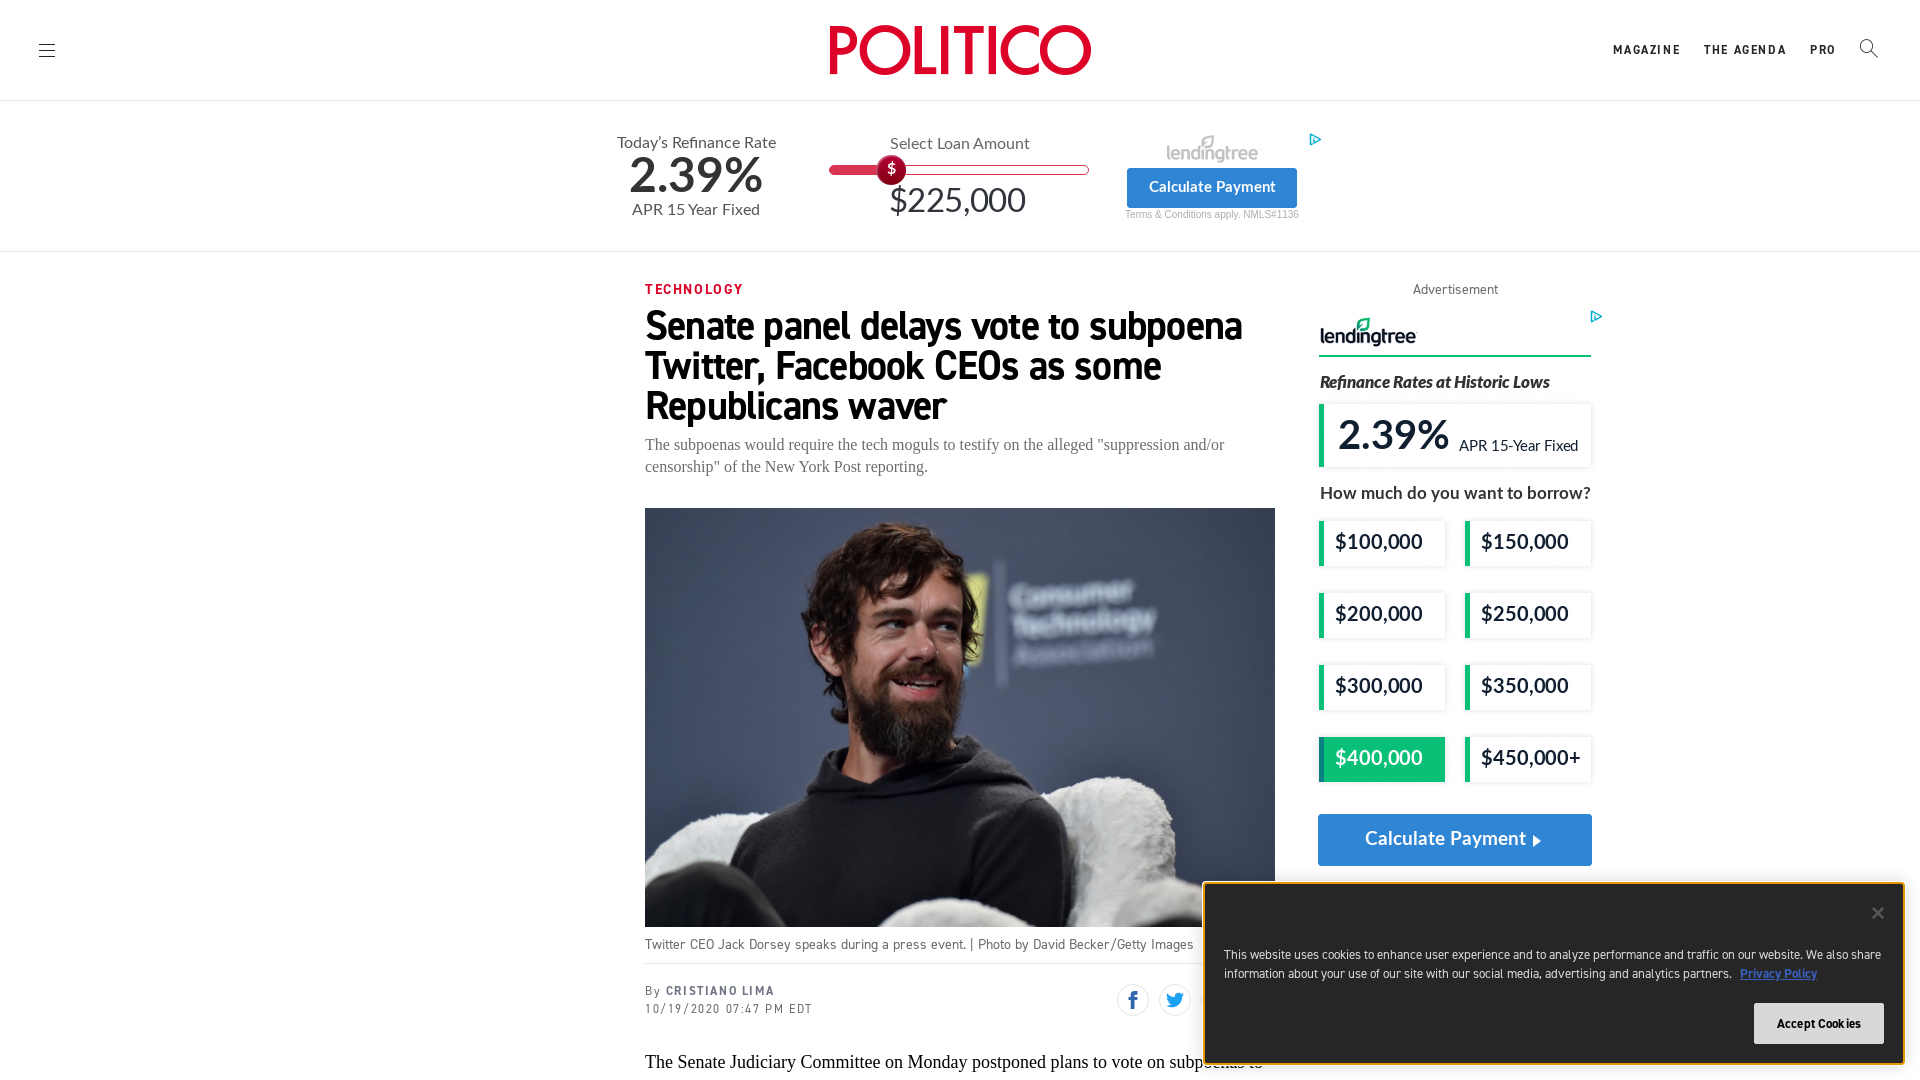 POLITICO
MAGAZINE
THE AGENDA
PRO
Today's Refinance Rate
2.39%
APR 15 Year Fixed
Select Loan Amount
$
$225,000
lendingtree
Calculate Payment
Terms & Conditions apply. NMLS#1136
TECHNOLOGY
Senate panel delays vote to subpoena
Twitter, Facebook CEOs as some
Republicans waver
The subpoenas would require the tech moguls to testify on the alleged "suppression and/or
censorship" of the New York Post reporting.
Consumer
Technology
Association
Twitter CEO Jack Dorsey speaks during a press event. | Photo by David Becker/Getty Images
By CRISTIANO LIMA
10/19/2020 07:47 PM EDT
The Senate Judiciary Committee on Monday postponed plans to vote on subpoenas to
Advertisement
lendingtree
Refinance Rates at Historic Lows
2.39% APR 15-Year Fixed
How much do you want to borrow?
$100,000
$150,000
$200,000
$250,000
$300,000
$350,000
$400,000
$450,000+
Calculate Payment
This website uses cookies to enhance user experience and to analyze performance and traffic on our website. We also share
information about your use of our site with our social media, advertising and analytics partners. Privacy Policy
Accept Cookies